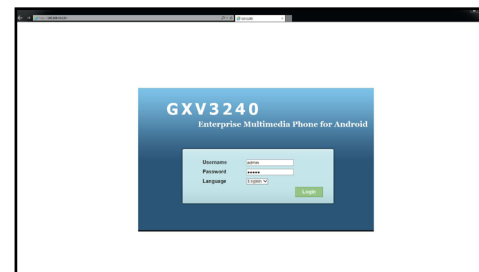 GXV3240
Enterprise Multimedia Phone for Android
Username
admin
Password
•••••
Language
English
Login